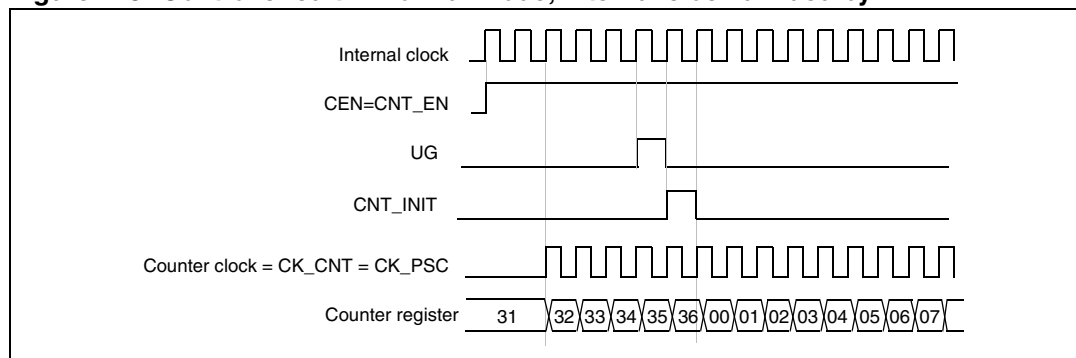 Internal clock
CEN=CNT_EN
UG
CNT_INIT
Counter clock = CK_CNT = CK_PSC
Counter register 31 32 33 34 35 36 00 01 02 03 04 05 06 07